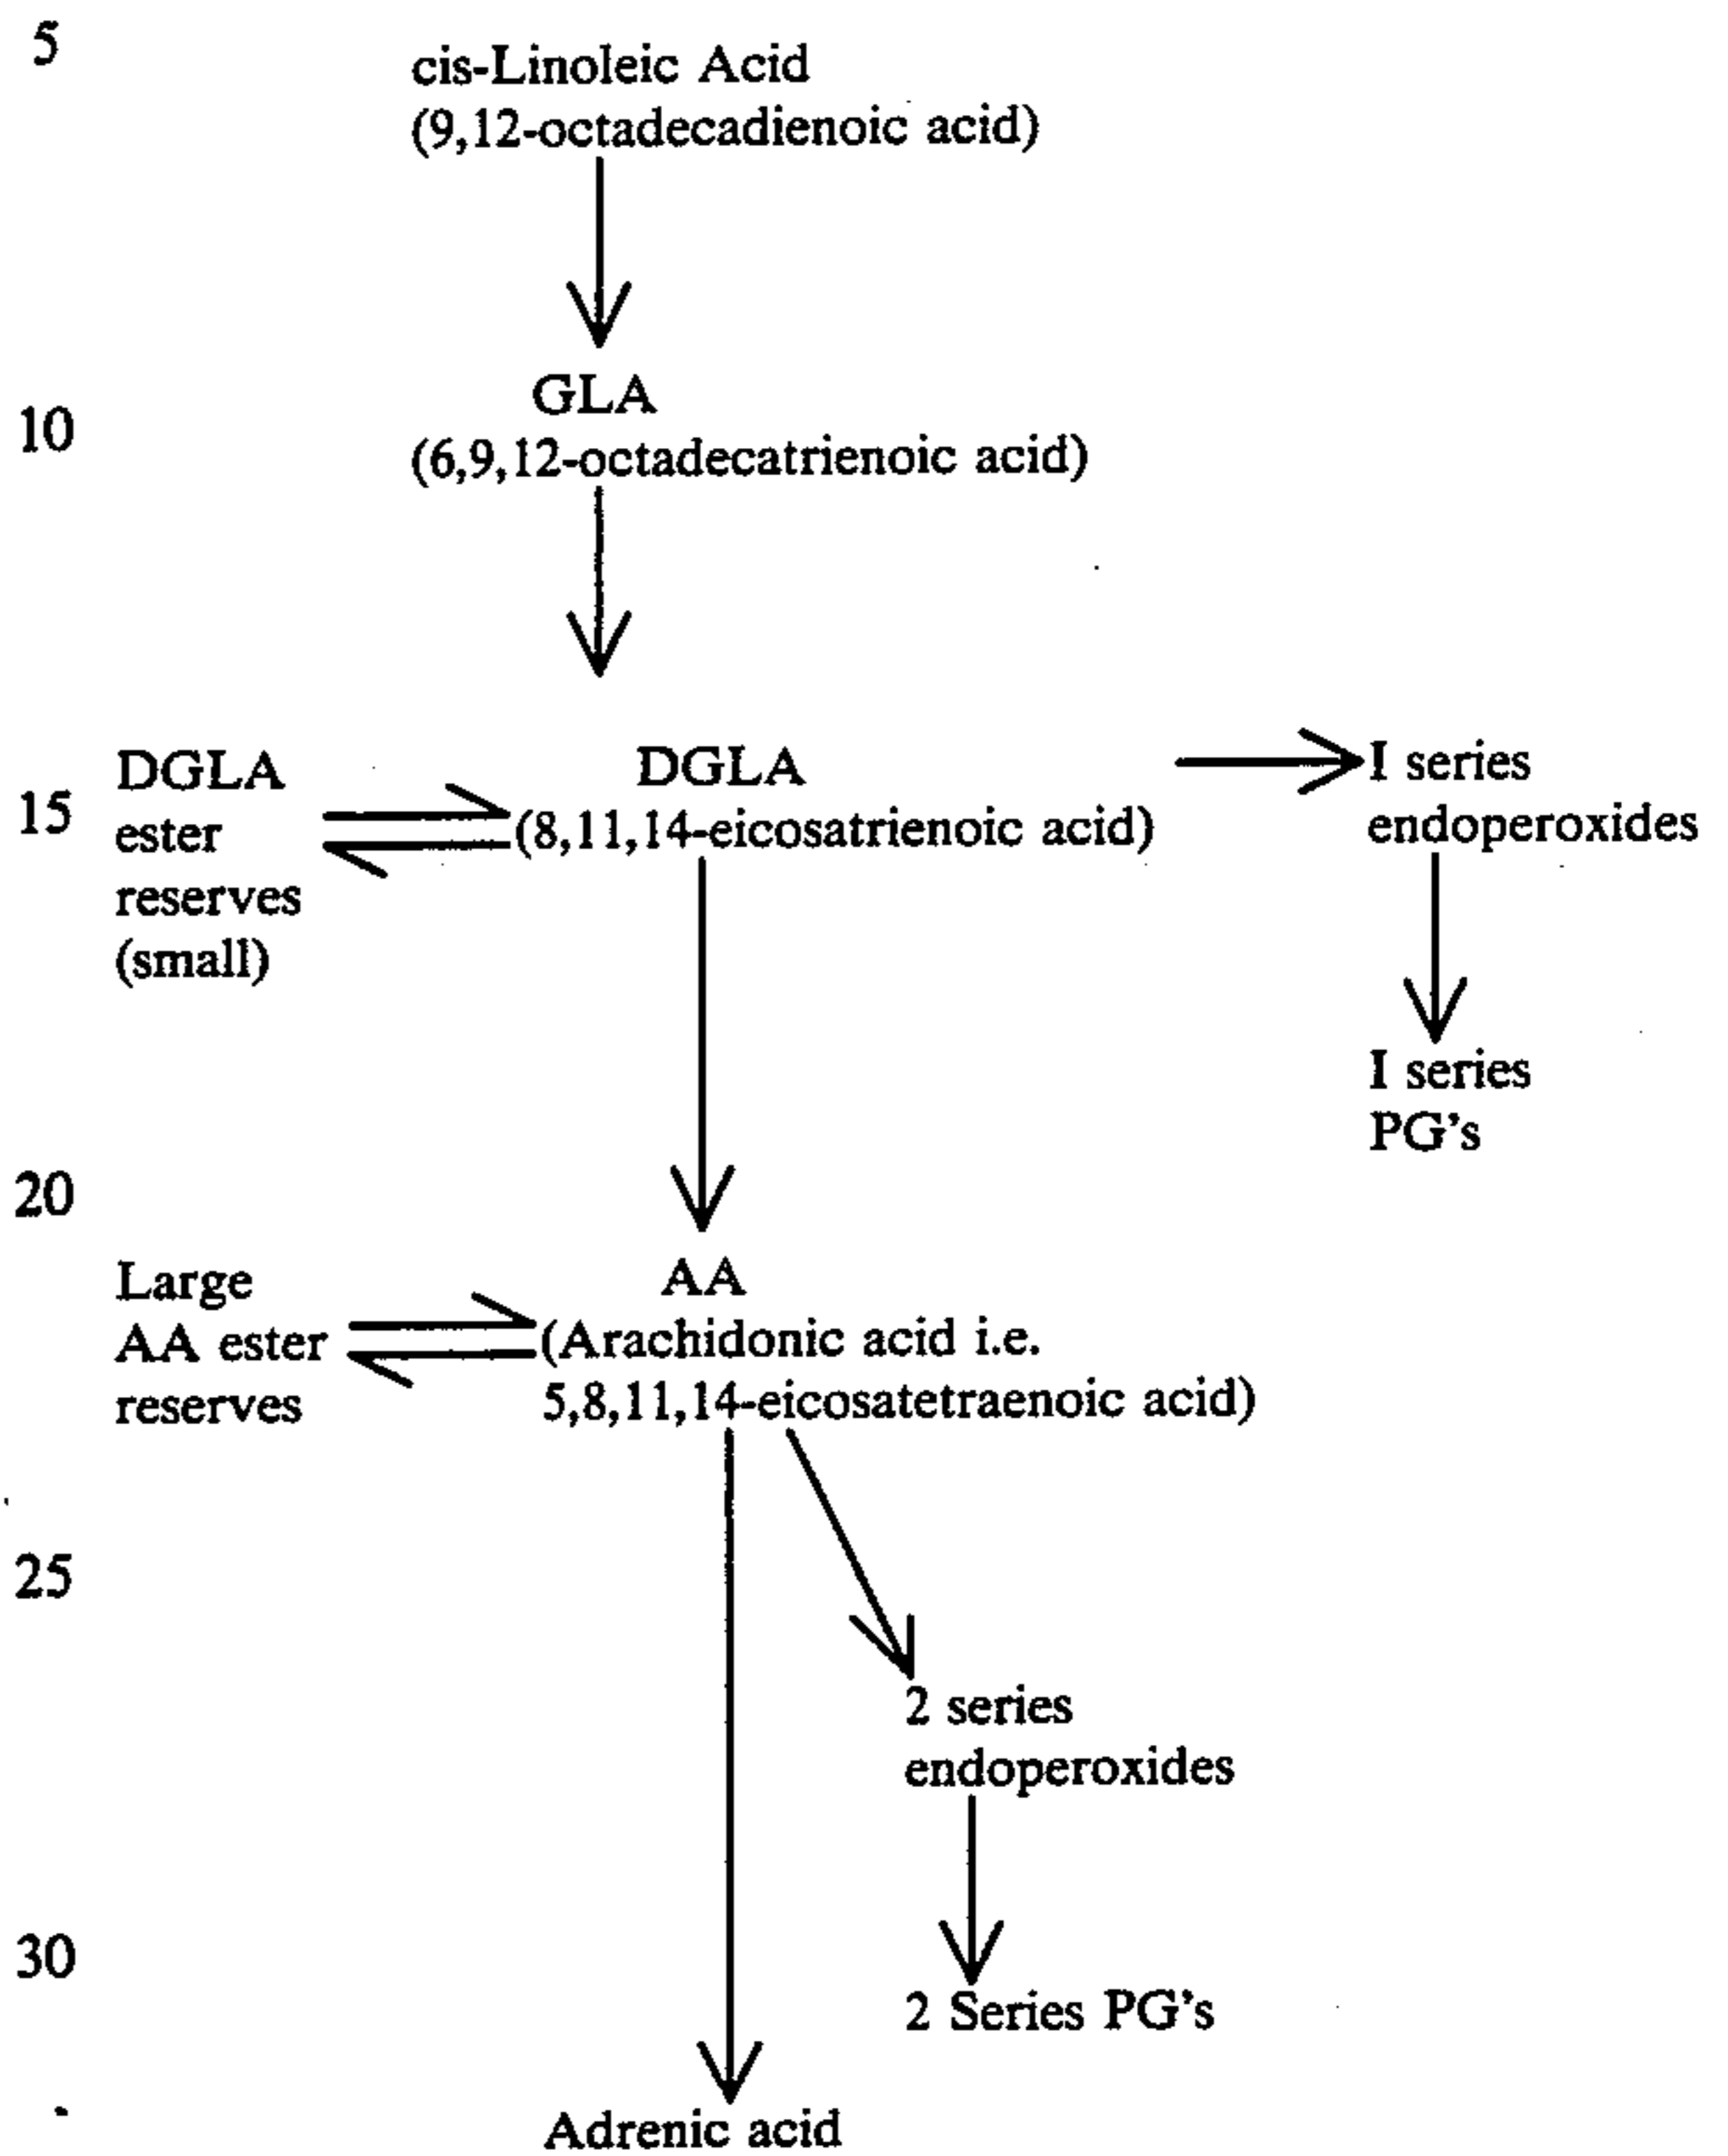 5
cis-Linoleic Acid
(9,12-octadecadienoic acid)
GLA
10
(6,9,12-octadecatrienoic acid)
DGLA
ester
reserves
(small)
DGLA
(8,11,14-eicosatrienoic acid)
I series
endoperoxides
15
I series
PG's
20
Large
AA ester
reserves
AA
(Arachidonic acid i.e.
5,8,11,14-eicosatetraenoic acid)
25
2 series
endoperoxides
30
2 Series PG's
Adrenic acid